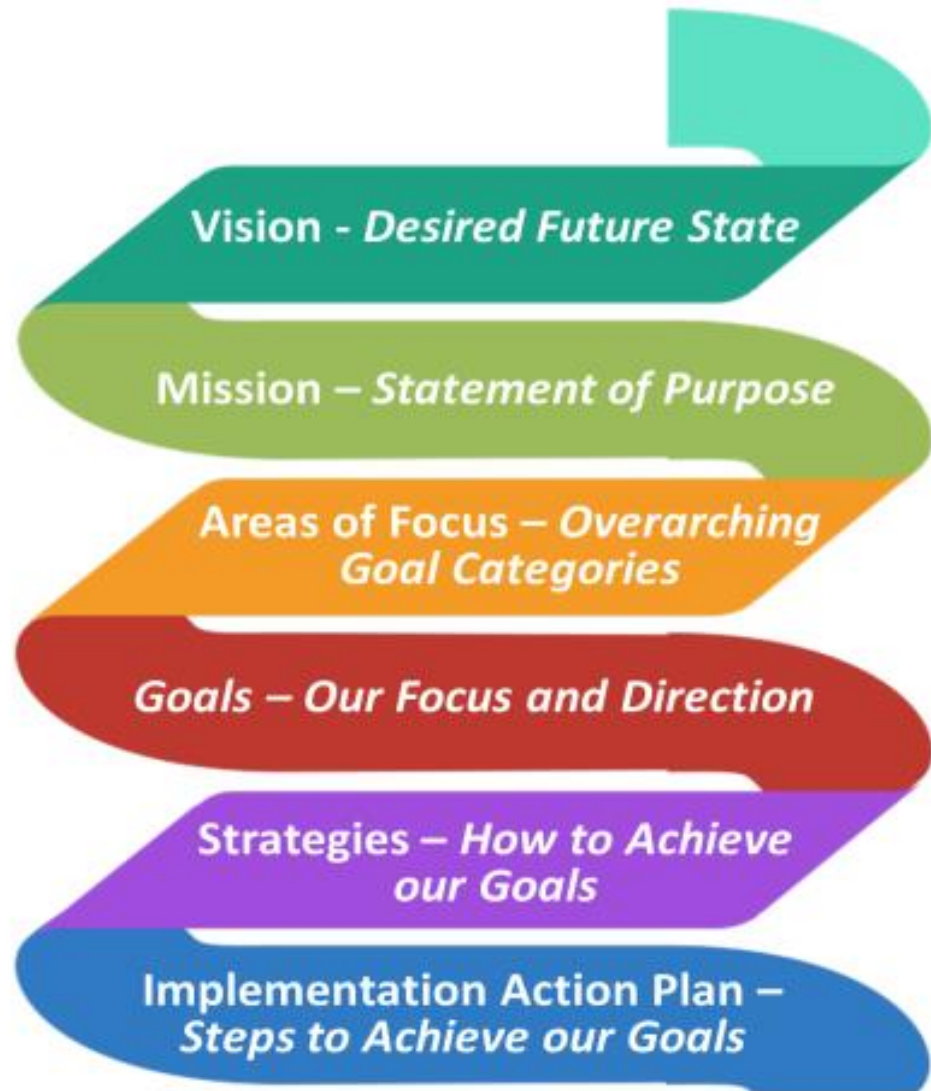 Vision - Desired Future State
Mission – Statement of Purpose
Areas of Focus – Overarching
Goal Categories
Goals – Our Focus and Direction
Strategies – How to Achieve
our Goals
Implementation Action Plan –
Steps to Achieve our Goals